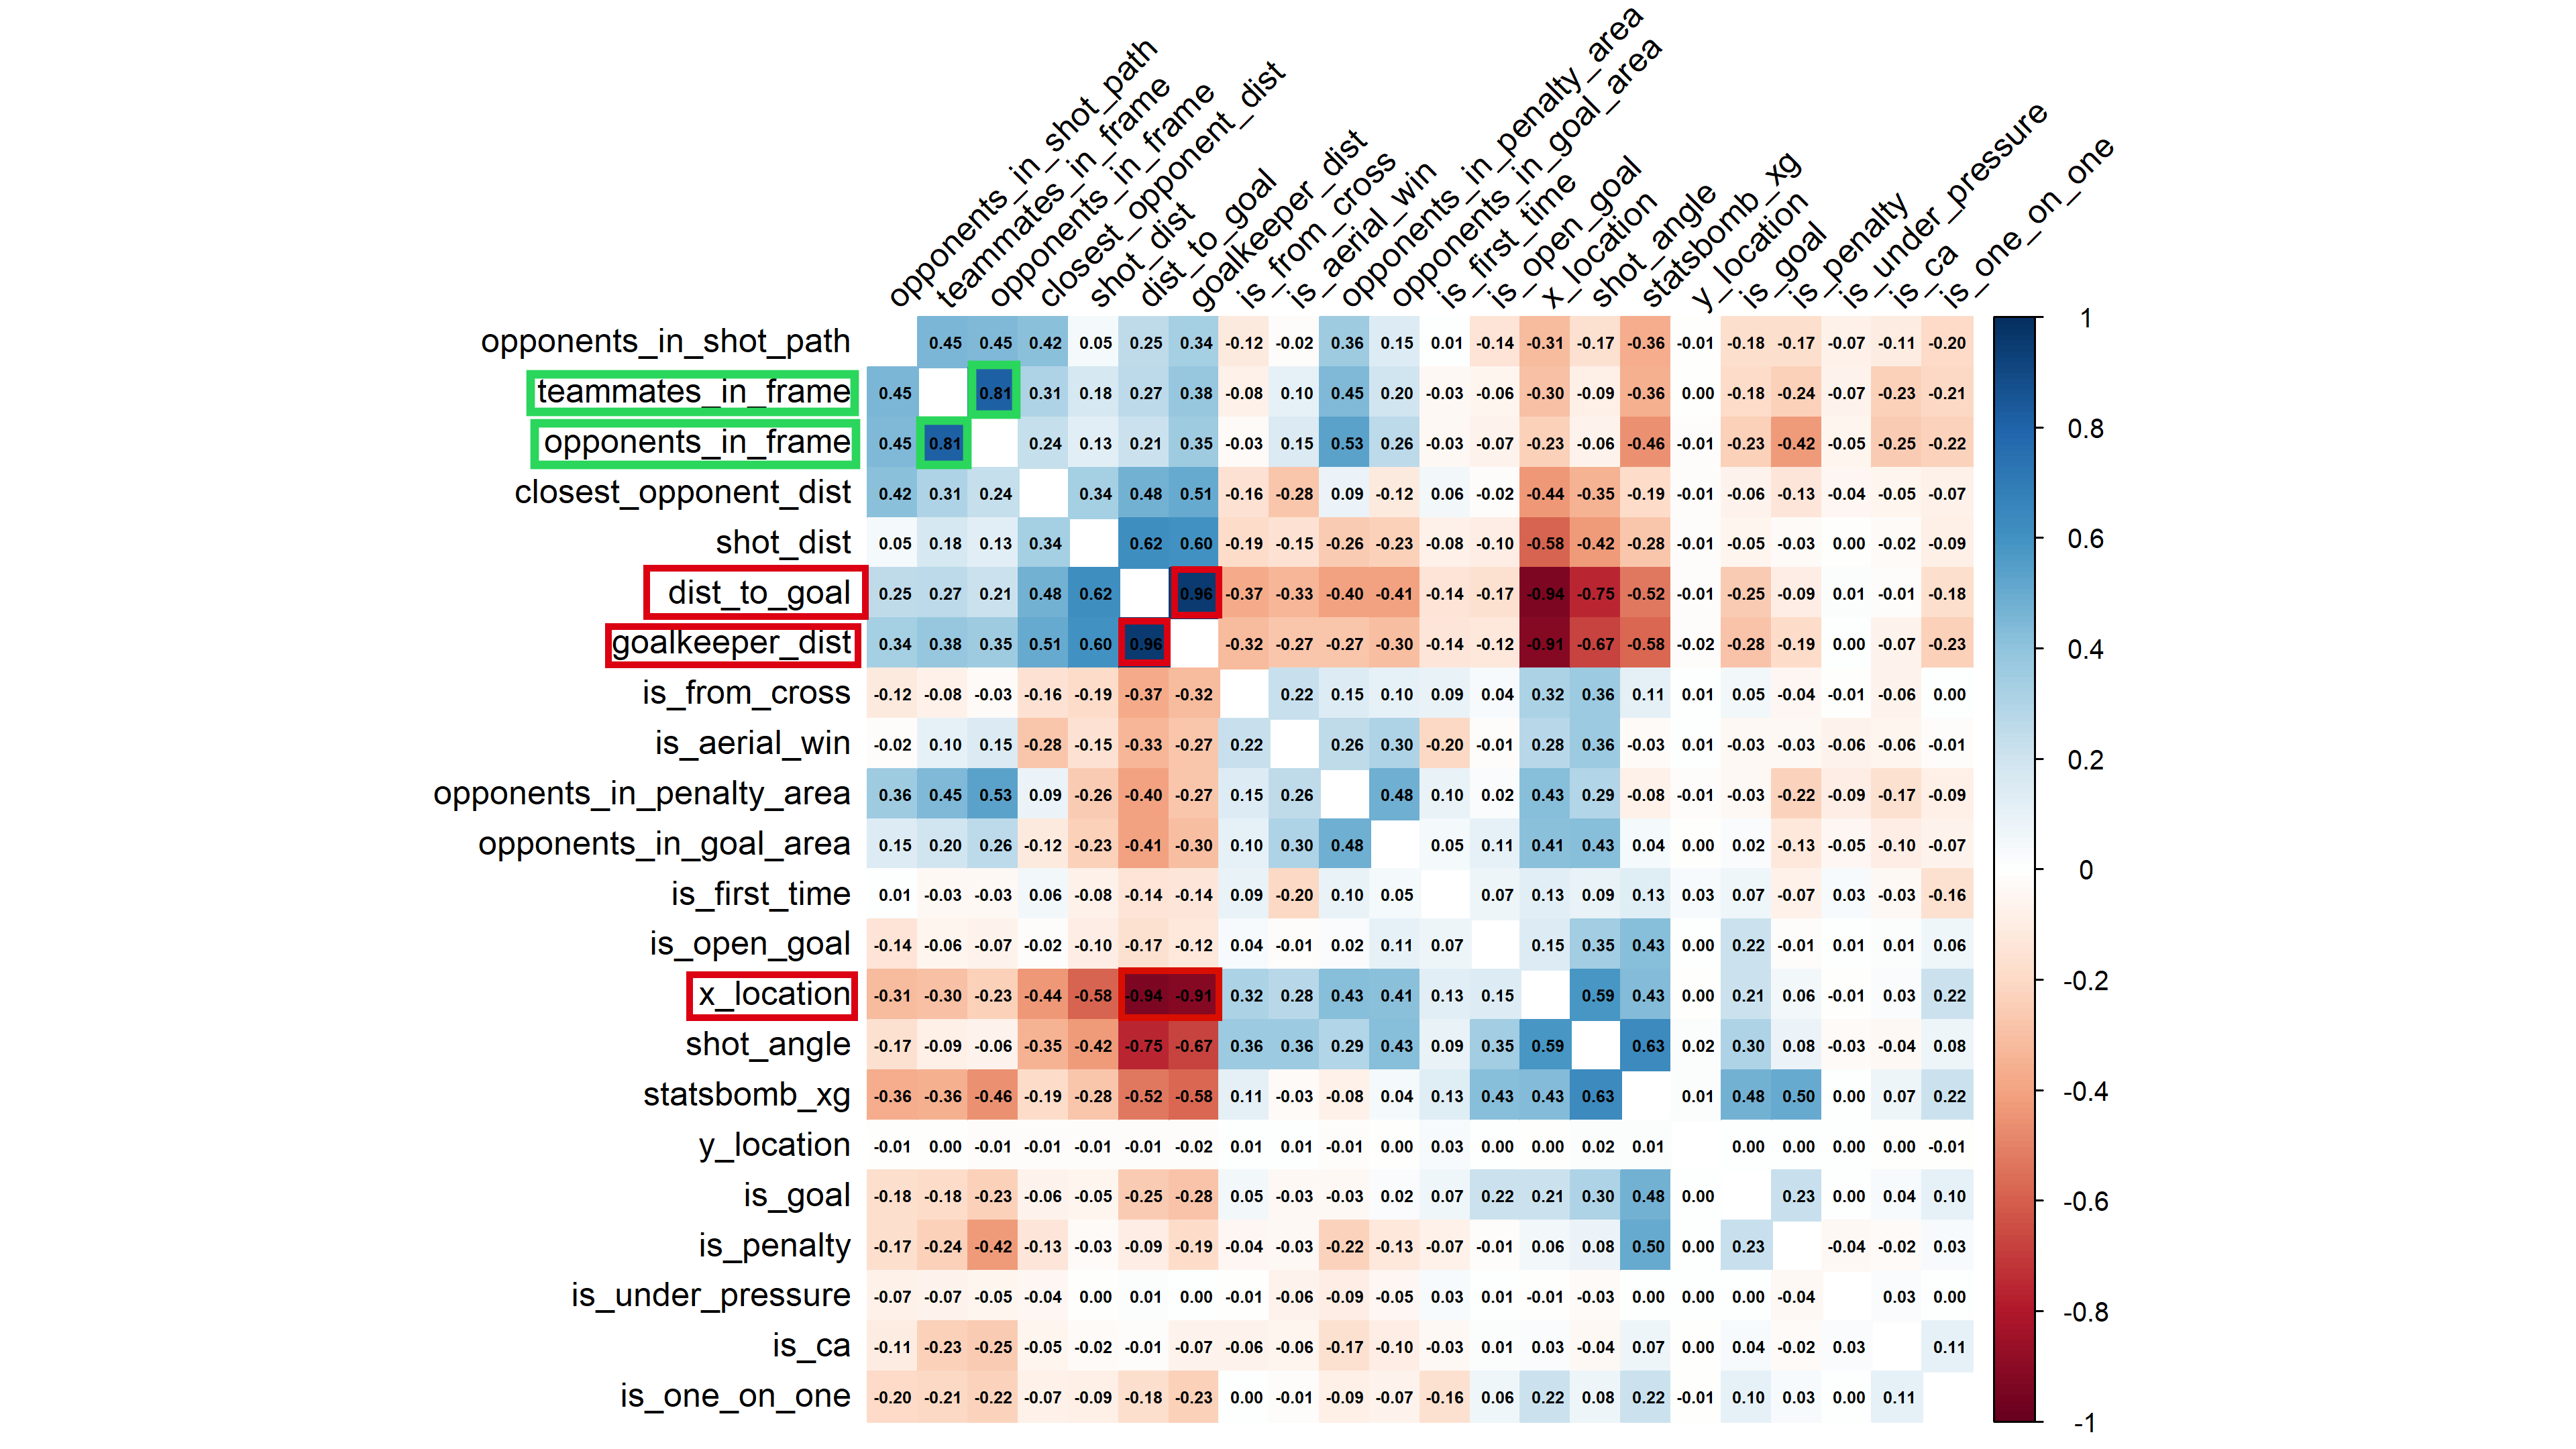 opponents_in_shot_path
teammates_in_frame
opponents_in_frame
closest_opponent_dist
shot_dist
dist_to_goal
goalkeeper_dist
is_from_cross
is_aerial_win
opponents_in_penalty_area
opponents_in_goal_area
is_first_time
is_open_goal
x_location
shot_angle
statsbomb_xg
y_location
is_goal
is_penalty
is_under_pressure
is_ca
is_one_on_one
opponents_in_shot_path 0.45 0.45 0.42 0.05 0.25 0.34 -0.12 -0.02 0.36 0.15 0.01 -0.14 -0.31 -0.17 -0.36 -0.01 -0.18 -0.17 -0.07 -0.11 -0.20
teammates_in_frame 0.45 0.81 0.31 0.18 0.27 0.38 -0.08 0.10 0.45 0.20 -0.03 -0.06 -0.30 -0.09 -0.36 0.00 -0.18 -0.24 -0.07 -0.23 -0.21
opponents_in_frame 0.45 0.81 0.24 0.13 0.21 0.35 -0.03 0.15 0.53 0.26 -0.03 -0.07 -0.23 -0.06 -0.46 -0.01 -0.23 -0.42 -0.05 -0.25 -0.22
closest_opponent_dist 0.42 0.31 0.24 0.34 0.48 0.51 -0.16 -0.28 0.09 -0.12 0.06 -0.02 -0.44 -0.35 -0.19 -0.01 -0.06 -0.13 -0.04 -0.05 -0.07
shot_dist 0.05 0.18 0.13 0.34 0.62 0.60 -0.19 -0.15 -0.26 -0.23 -0.08 -0.10 -0.58 -0.42 -0.28 -0.01 -0.05 -0.03 0.00 -0.02 -0.09
dist_to_goal 0.25 0.27 0.21 0.48 0.62 0.96 -0.37 -0.33 -0.40 -0.41 -0.14 -0.17 -0.94 -0.75 -0.52 -0.01 -0.25 -0.09 0.01 -0.01 -0.18
goalkeeper_dist 0.34 0.38 0.35 0.51 0.60 0.96 -0.32 -0.27 -0.27 -0.30 -0.14 -0.12 -0.91 -0.67 -0.58 -0.02 -0.28 -0.19 0.00 -0.07 -0.23
is_from_cross -0.12 -0.08 -0.03 -0.16 -0.19 -0.37 -0.32 0.22 0.15 0.10 0.09 0.04 0.32 0.36 0.11 0.01 0.05 -0.04 -0.01 -0.06 0.00
is_aerial_win -0.02 0.10 0.15 -0.28 -0.15 -0.33 -0.27 0.22 0.26 0.30 -0.20 -0.01 0.28 0.36 -0.03 0.01 -0.03 -0.03 -0.06 -0.06 -0.01
opponents_in_penalty_area 0.36 0.45 0.53 0.09 -0.26 -0.40 -0.27 0.15 0.26 0.48 0.10 0.02 0.43 0.29 -0.08 -0.01 -0.03 -0.22 -0.09 -0.17 -0.09
opponents_in_goal_area 0.15 0.20 0.26 -0.12 -0.23 -0.41 -0.30 0.10 0.30 0.48 0.05 0.11 0.41 0.43 0.04 0.00 0.02 -0.13 -0.05 -0.10 -0.07
is_first_time 0.01 -0.03 -0.03 0.06 -0.08 -0.14 -0.14 0.09 -0.20 0.10 0.05 0.07 0.13 0.09 0.13 0.03 0.07 -0.07 0.03 -0.03 -0.16
is_open_goal -0.14 -0.06 -0.07 -0.02 -0.10 -0.17 -0.12 0.04 -0.01 0.02 0.11 0.07 0.15 0.35 0.43 0.00 0.22 -0.01 0.01 0.01 0.06
x_location -0.31 -0.30 -0.23 -0.44 -0.58 -0.94 -0.91 0.32 0.28 0.43 0.41 0.13 0.15 0.59 0.43 0.00 0.21 0.06 -0.01 0.03 0.22
shot_angle -0.17 -0.09 -0.06 -0.35 -0.42 -0.75 -0.67 0.36 0.36 0.29 0.43 0.09 0.35 0.59 0.63 0.02 0.30 0.08 -0.03 -0.04 0.08
statsbomb_xg -0.36 -0.36 -0.46 -0.19 -0.28 -0.52 -0.58 0.11 -0.03 -0.08 0.04 0.13 0.43 0.43 0.63 0.01 0.48 0.50 0.00 0.07 0.22
y_location -0.01 0.00 -0.01 -0.01 -0.01 -0.01 -0.02 0.01 0.01 -0.01 0.00 0.03 0.00 0.00 0.02 0.01 0.00 0.00 0.00 0.00 -0.01
is_goal -0.18 -0.18 -0.23 -0.06 -0.05 -0.25 -0.28 0.05 -0.03 -0.03 0.02 0.07 0.22 0.21 0.30 0.48 0.00 0.23 0.00 0.04 0.10
is_penalty -0.17 -0.24 -0.42 -0.13 -0.03 -0.09 -0.19 -0.04 -0.03 -0.22 -0.13 -0.07 -0.01 0.06 0.08 0.50 0.00 0.23 -0.04 -0.02 0.03
is_under_pressure -0.07 -0.07 -0.05 -0.04 0.00 0.01 0.00 -0.01 -0.06 -0.09 -0.05 0.03 0.01 -0.01 -0.03 0.00 0.00 0.00 -0.04 0.03 0.00
is_ca -0.11 -0.23 -0.25 -0.05 -0.02 -0.01 -0.07 -0.06 -0.06 -0.17 -0.10 -0.03 0.01 0.03 -0.04 0.07 0.00 0.04 -0.02 0.03 0.11
is_one_on_one -0.20 -0.21 -0.22 -0.07 -0.09 -0.18 -0.23 0.00 -0.01 -0.09 -0.07 -0.16 0.06 0.22 0.08 0.22 -0.01 0.10 0.03 0.00 0.11
1
0.8
0.6
0.4
0.2
0
-0.2
-0.4
-0.6
-0.8
-1